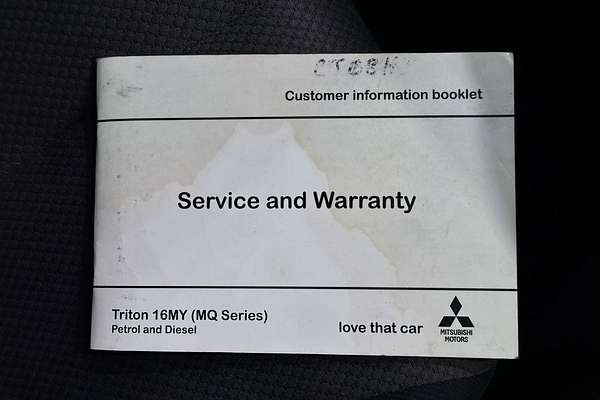 Customer information booklet
Service and Warranty
Triton 16MY (MQ Series)
Petrol and Diesel
love that car
MITSUBISHI
MOTORS